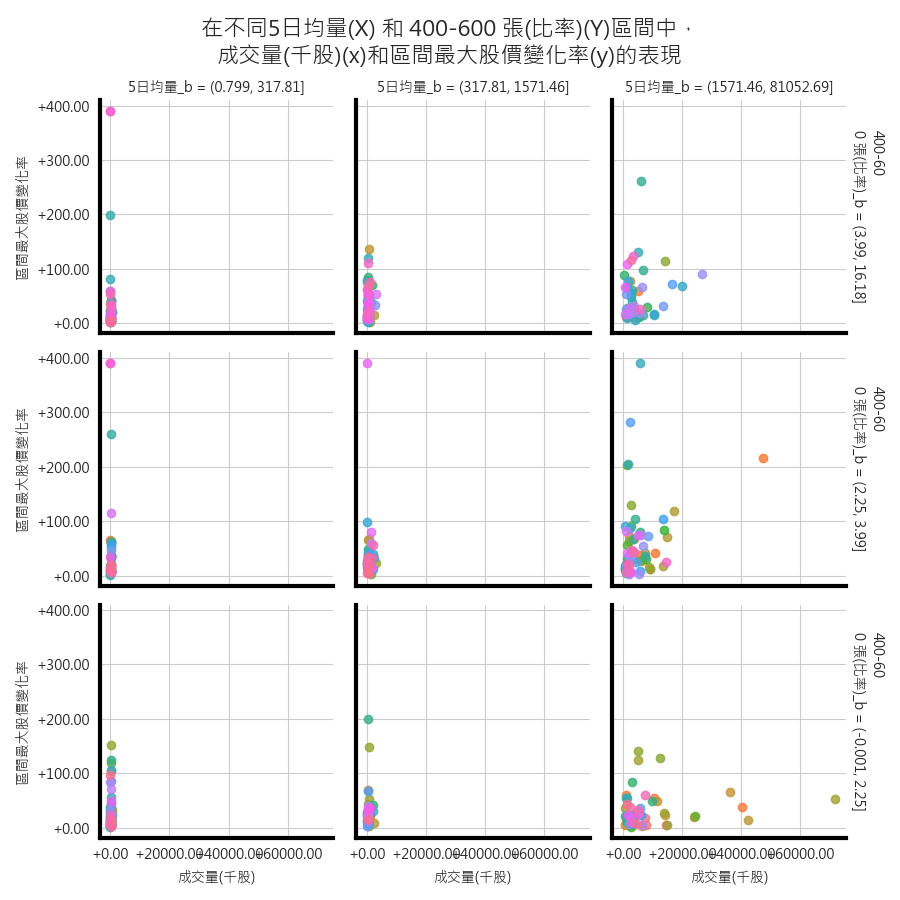 在不同5日均量(X) 和 400-600 張(比率)(Y)區間中，
成交量(千股)(x)和區間最大股價變化率(y)的表現
5日均量_b = (0.799, 317.81]
5日均量_b = (317.81, 1571.46]
5日均量_b = (1571.46, 81052.69]
區間最大股價變化率
+400.00
+300.00
+200.00
+100.00
+0.00
400-60
0 張(比率)_b = (3.99, 16.18]
區間最大股價變化率
+400.00
+300.00
+200.00
+100.00
+0.00
400-60
0 張(比率)_b = (2.25, 3.99]
區間最大股價變化率
+400.00
+300.00
+200.00
+100.00
+0.00
400-60
0 張(比率)_b = (-0.001, 2.25]
+0.00 +20000.00 +40000.00 +60000.00
+0.00 +20000.00 +40000.00 +60000.00
+0.00 +20000.00 +40000.00 +60000.00
成交量(千股)
成交量(千股)
成交量(千股)